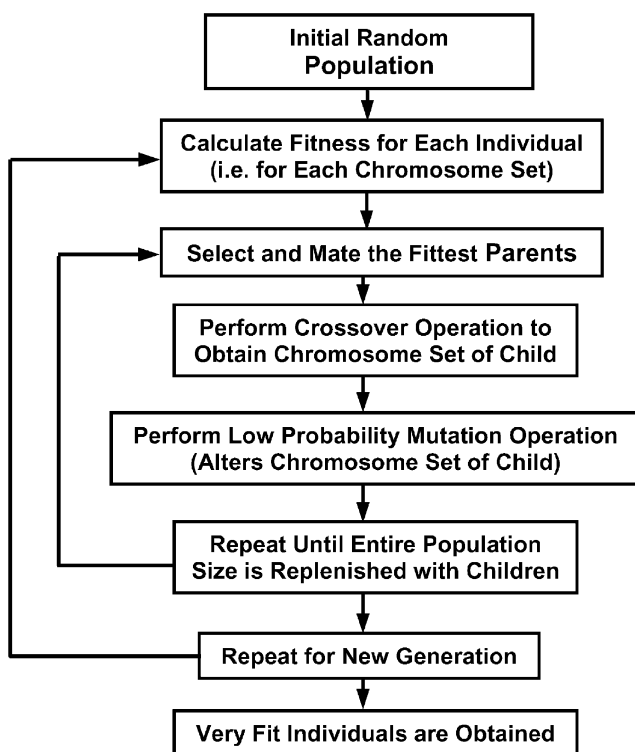 Initial Random
Population
Calculate Fitness for Each Individual
(i.e. for Each Chromosome Set)
Select and Mate the Fittest Parents
Perform Crossover Operation to
Obtain Chromosome Set of Child
Perform Low Probability Mutation Operation
(Alters Chromosome Set of Child)
Repeat Until Entire Population
Size is Replenished with Children
Repeat for New Generation
Very Fit Individuals are Obtained